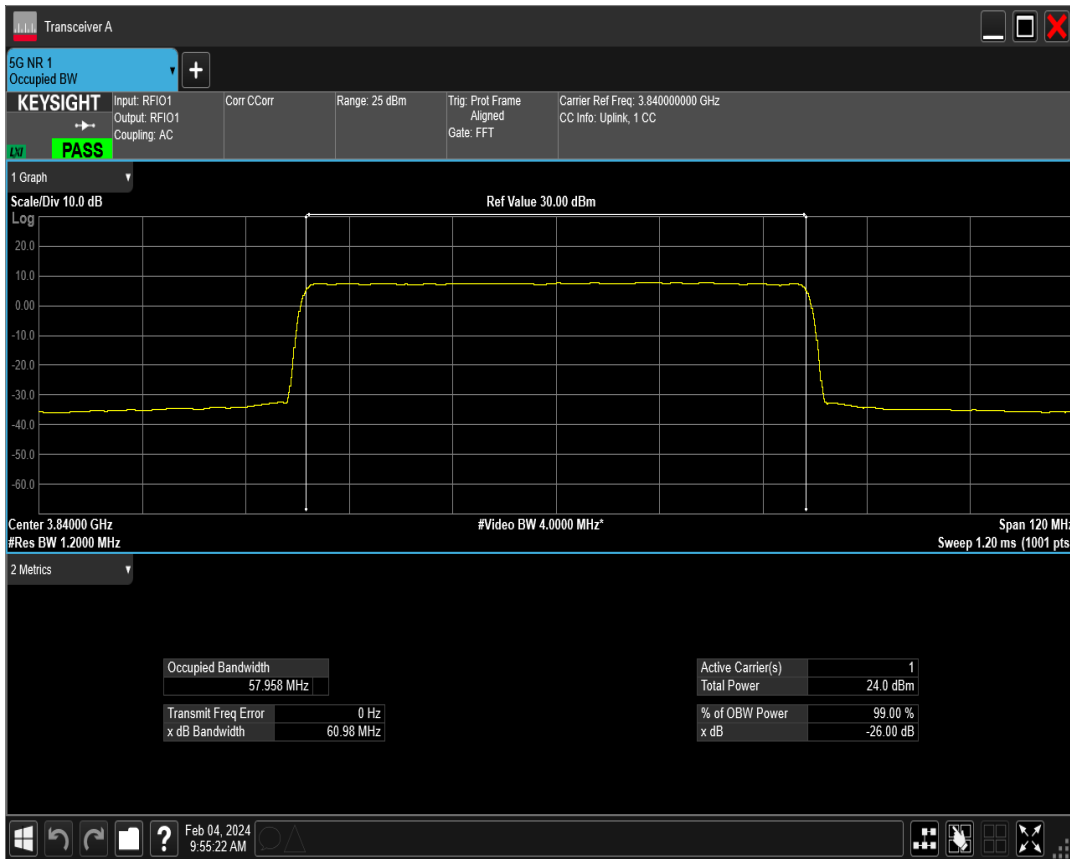 Transceiver A
5G NR 1
Occupied BW
KEYSIGHT
LXI
PASS
Input: RFIO1
Output: RFIO1
Coupling: AC
Corr CCorr
Range: 25 dBm
Trig: Prot Frame
Aligned
Gate: FFT
Carrier Ref Freq: 3.840000000 GHz
CC Info: Uplink, 1 CC
1 Graph
Scale/Div 10.0 dB
Ref Value 30.00 dBm
Log
20.0
10.0
0.00
-10.0
-20.0
-30.0
-40.0
-50.0
-60.0
Center 3.84000 GHz
#Video BW 4.0000 MHz*
Span 120 MHz
#Res BW 1.2000 MHz
Sweep 1.20 ms (1001 pts
2 Metrics
Occupied Bandwidth
57.958 MHz
Transmit Freq Error 0 Hz
x dB Bandwidth 60.98 MHz
Active Carrier(s) 1
Total Power 24.0 dBm
% of OBW Power 99.00 %
x dB -26.00 dB
?
Feb 04, 2024
9:55:22 AM